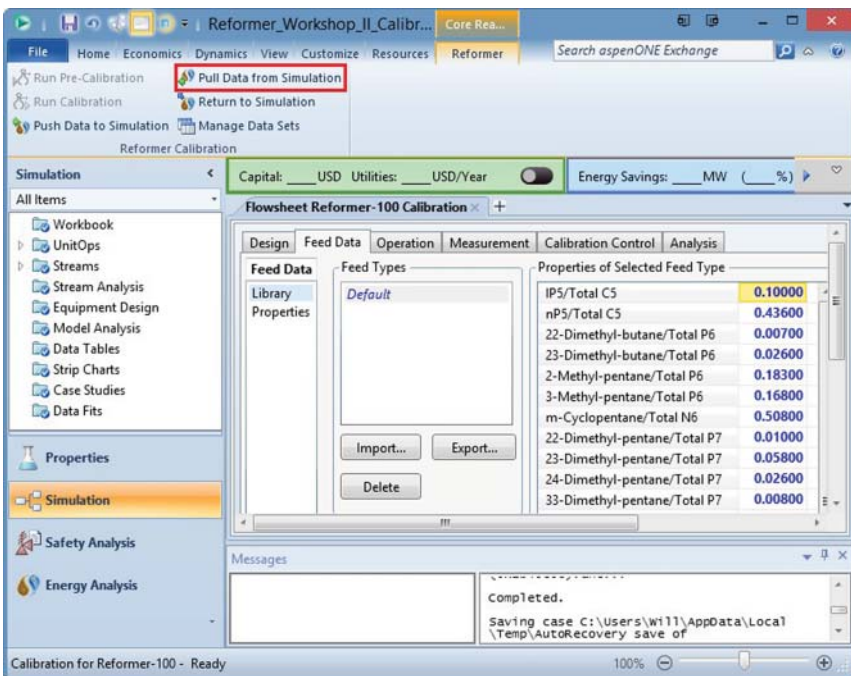 Reformer_Workshop_II_Calibr...
Core Rea...
File Home Economics Dynamics View Customize Resources Reformer Search aspenONE Exchange
Run Pre-Calibration Pull Data from Simulation
Run Calibration Return to Simulation
Push Data to Simulation Manage Data Sets
Reformer Calibration
Simulation <
All Items
Workbook
UnitOps
Streams
Stream Analysis
Equipment Design
Model Analysis
Data Tables
Strip Charts
Case Studies
Data Fits
Properties
Simulation
Safety Analysis
Energy Analysis
Capital: ____USD Utilities: ____USD/Year Energy Savings: ____MW (____%)
Flowsheet Reformer-100 Calibration × +
Design Feed Data Operation Measurement Calibration Control Analysis
Feed Data
Library
Properties
Feed Types
Default
Import... Export...
Delete
Properties of Selected Feed Type
IP5/Total C5 0.10000
nP5/Total C5 0.43600
22-Dimethyl-butane/Total P6 0.00700
23-Dimethyl-butane/Total P6 0.02600
2-Methyl-pentane/Total P6 0.18300
3-Methyl-pentane/Total P6 0.16800
m-Cyclopentane/Total N6 0.50800
22-Dimethyl-pentane/Total P7 0.01000
23-Dimethyl-pentane/Total P7 0.05800
24-Dimethyl-pentane/Total P7 0.02600
33-Dimethyl-pentane/Total P7 0.00800
Messages
Completed.
Saving case C:\Users\Will\AppData\Local
\Temp\AutoRecovery save of
Calibration for Reformer-100 - Ready 100%